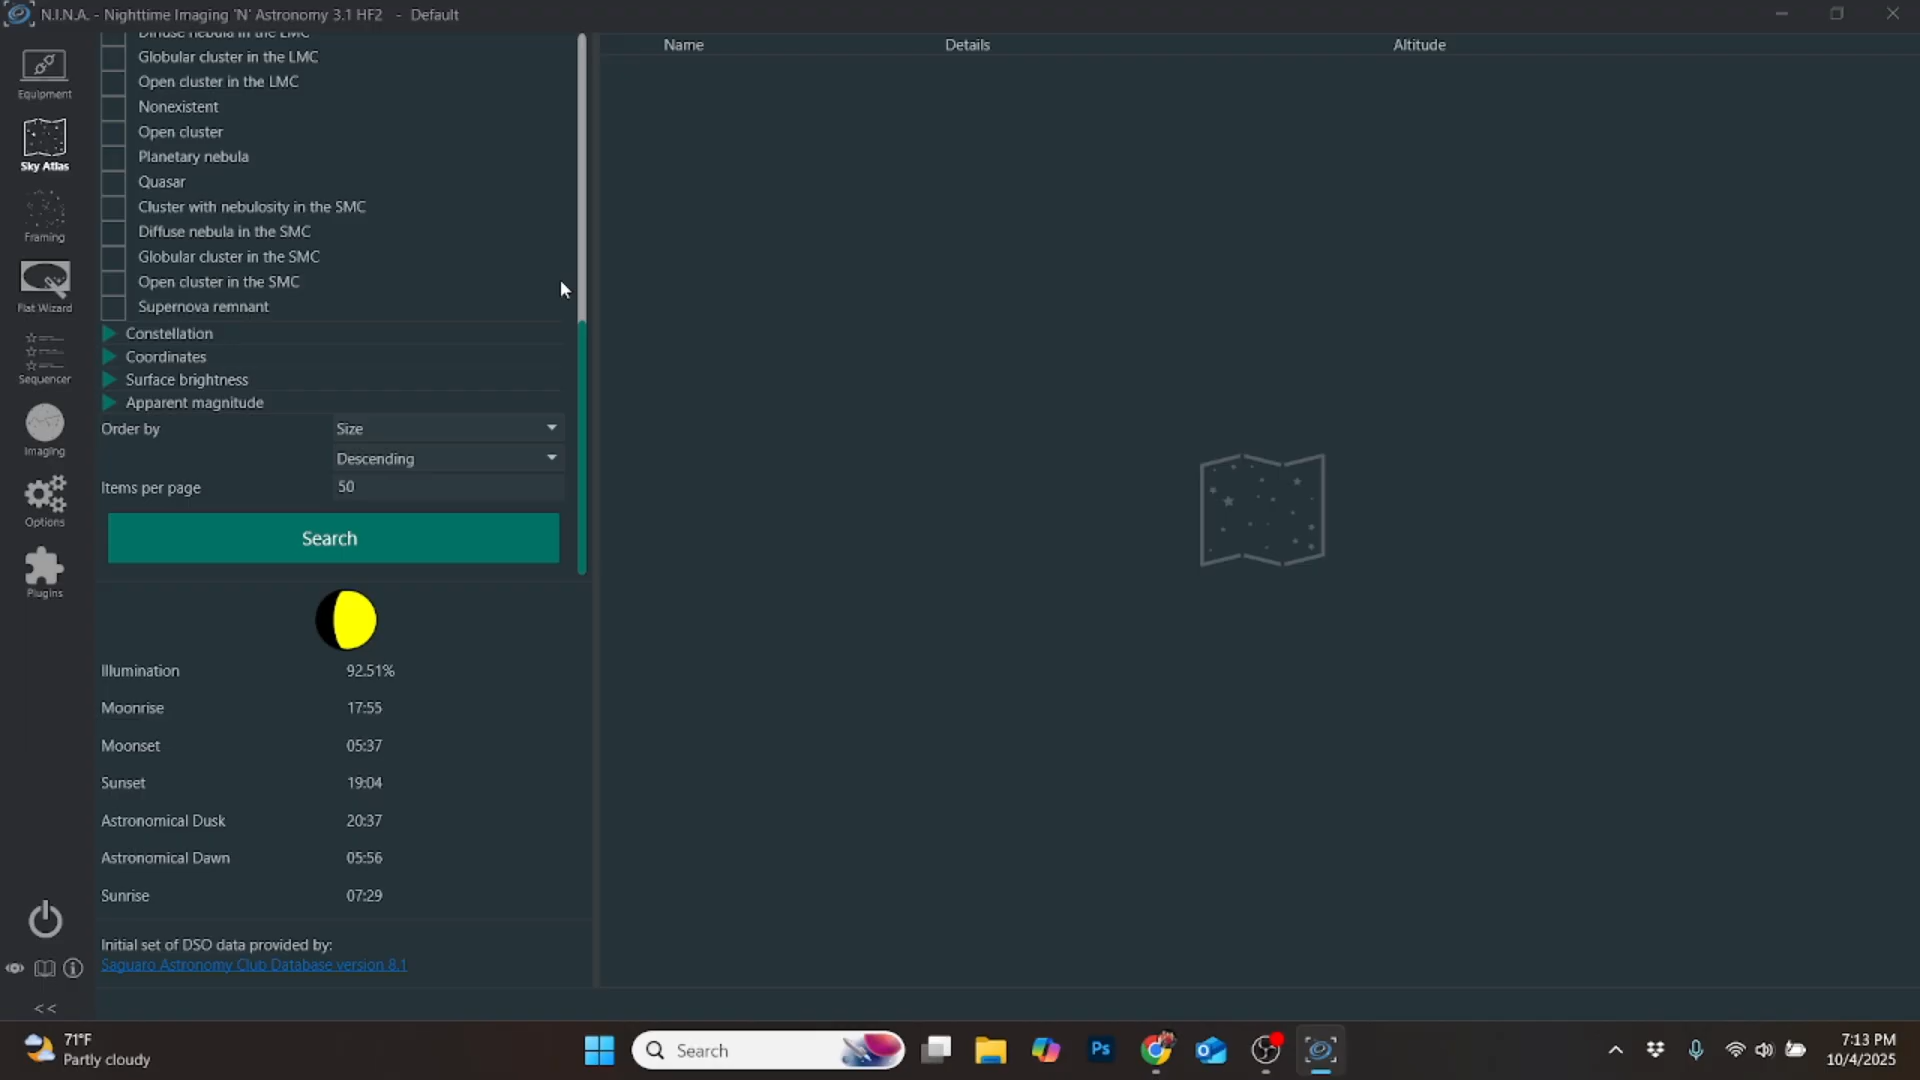 N.I.N.A. - Nighttime Imaging 'N' Astronomy 3.1 HF2 - Default
Equipment
Sky Atlas
Framing
Flat Wizard
Sequencer
Imaging
Options
Plugins
Diffuse nebula in the LMC
Globular cluster in the LMC
Open cluster in the LMC
Nonexistent
Open cluster
Planetary nebula
Quasar
Cluster with nebulosity in the SMC
Diffuse nebula in the SMC
Globular cluster in the SMC
Open cluster in the SMC
Supernova remnant
Constellation
Coordinates
Surface brightness
Apparent magnitude
Order by Size
Descending
Items per page 50
Search
Illumination 92.51%
Moonrise 17:55
Moonset 05:37
Sunset 19:04
Astronomical Dusk 20:37
Astronomical Dawn 05:56
Sunrise 07:29
Initial set of DSO data provided by:
Saguaro Astronomy Club Database version 8.1
<<
Name Details Altitude
71°F
Partly cloudy
Search
Ps
7:13 PM
10/4/2025